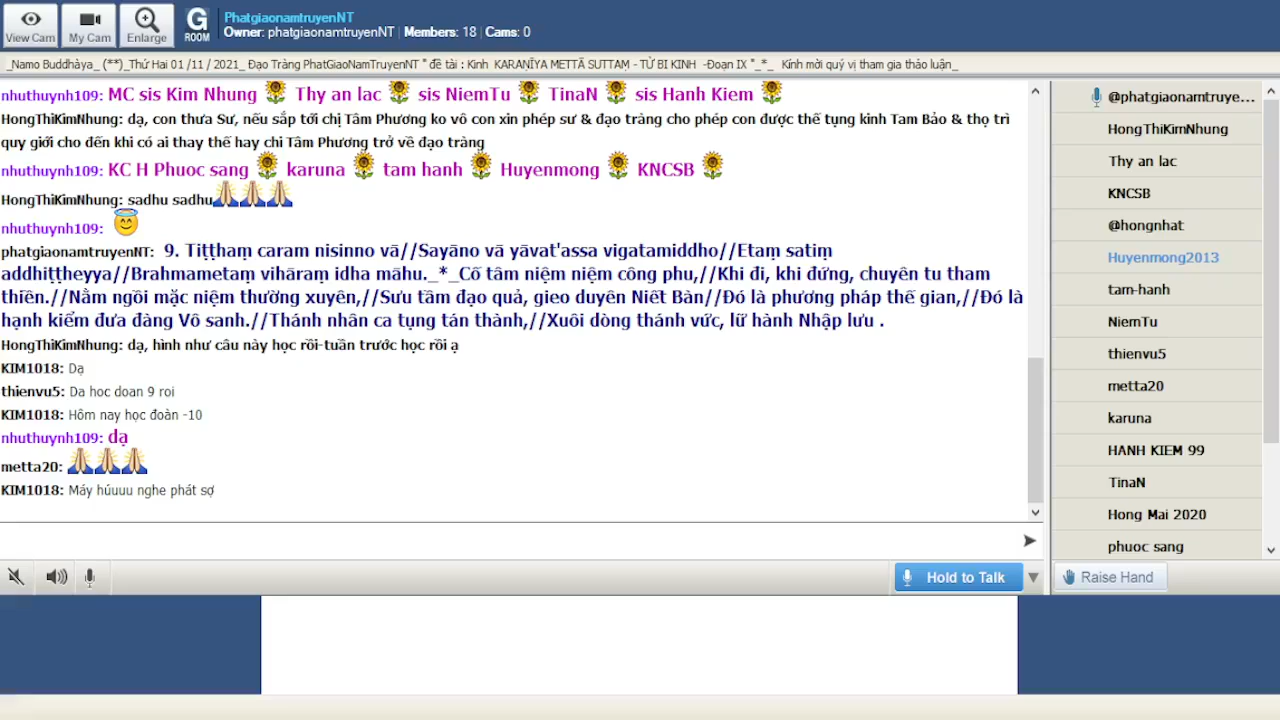 View Cam
My Cam
Enlarge
G
ROOM
PhatgiaonamtruyenNT
Owner: phatgiaonamtruyenNT | Members: 18 | Cams: 0
_Namo Buddhàya_ (**)_Thứ Hai 01 /11 / 2021_ Đạo Tràng PhatGiaoNamTruyenNT " đề tài : Kinh KARAṆĪYA METTĀ SUTTAṂ - TỪ BI KINH -Đoạn IX "_*_ Kính mời quý vị tham gia thảo luận_
nhuthuynh109: MC sis Kim Nhung 🌻 Thy an lac 🌻 sis NiemTu 🌻 TinaN 🌻 sis Hanh Kiem 🌻
HongThiKimNhung: dạ, con thưa Sư, nếu sắp tới chị Tâm Phương ko vô con xin phép sư & đạo tràng cho phép con được thế tụng kinh Tam Bảo & thọ trì
quy giới cho đến khi có ai thay thế hay chi Tâm Phương trở về đạo tràng
nhuthuynh109: KC H Phuoc sang 🌻 karuna 🌻 tam hanh 🌻 Huyenmong 🌻 KNCSB 🌻
HongThiKimNhung: sadhu sadhu🙏🙏🙏
nhuthuynh109: 😇
phatgiaonamtruyenNT: 9. Tiṭṭhaṃ caram nisinno vā//Sayāno vā yāvat'assa vigatamiddho//Etaṃ satiṃ
addhiṭṭheyya//Brahmametaṃ vihāraṃ idha māhu._*_Cố tâm niệm niệm công phu,//Khi đi, khi đứng, chuyên tu tham
thiền.//Nằm ngồi mặc niệm thường xuyên,//Sưu tầm đạo quả, gieo duyên Niết Bàn//Đó là phương pháp thế gian,//Đó là
hạnh kiểm đưa đàng Vô sanh.//Thánh nhân ca tụng tán thành,//Xuôi dòng thánh vức, lữ hành Nhập lưu .
HongThiKimNhung: dạ, hình như câu này học rồi-tuần trước học rồi ạ
KIM1018: Dạ
thienvu5: Da hoc doan 9 roi
KIM1018: Hôm nay học đoàn -10
nhuthuynh109: dạ
metta20: 🙏🙏🙏
KIM1018: Máy húuuu nghe phát sợ
Hold to Talk
@phatgiaonamtruye...
HongThiKimNhung
Thy an lac
KNCSB
@hongnhat
Huyenmong2013
tam-hanh
NiemTu
thienvu5
metta20
karuna
HANH KIEM 99
TinaN
Hong Mai 2020
phuoc sang
Raise Hand